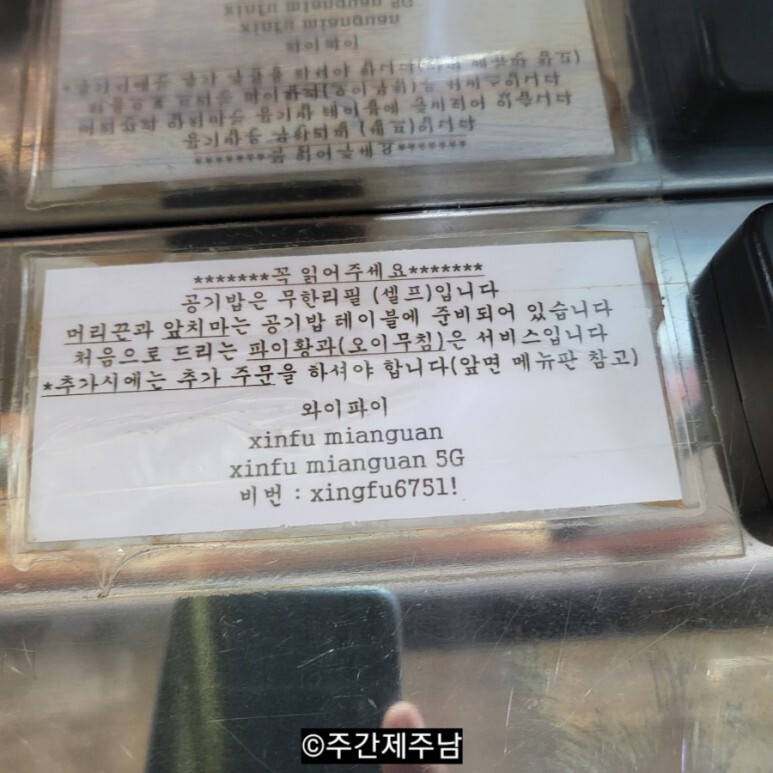 *******꼭 읽어주세요*******
공기밥은 무한리필 (셀프)입니다
머리끈과 앞치마는 공기밥 테이블에 준비되어 있습니다
처음으로 드리는 파이황과(오이무침)은 서비스입니다
*추가시에는 추가 주문을 하셔야 합니다(앞면 메뉴판 참고)
와이파이
xinfu mianguan
xinfu mianguan 5G
비번 : xingfu6751!
©주간제주남